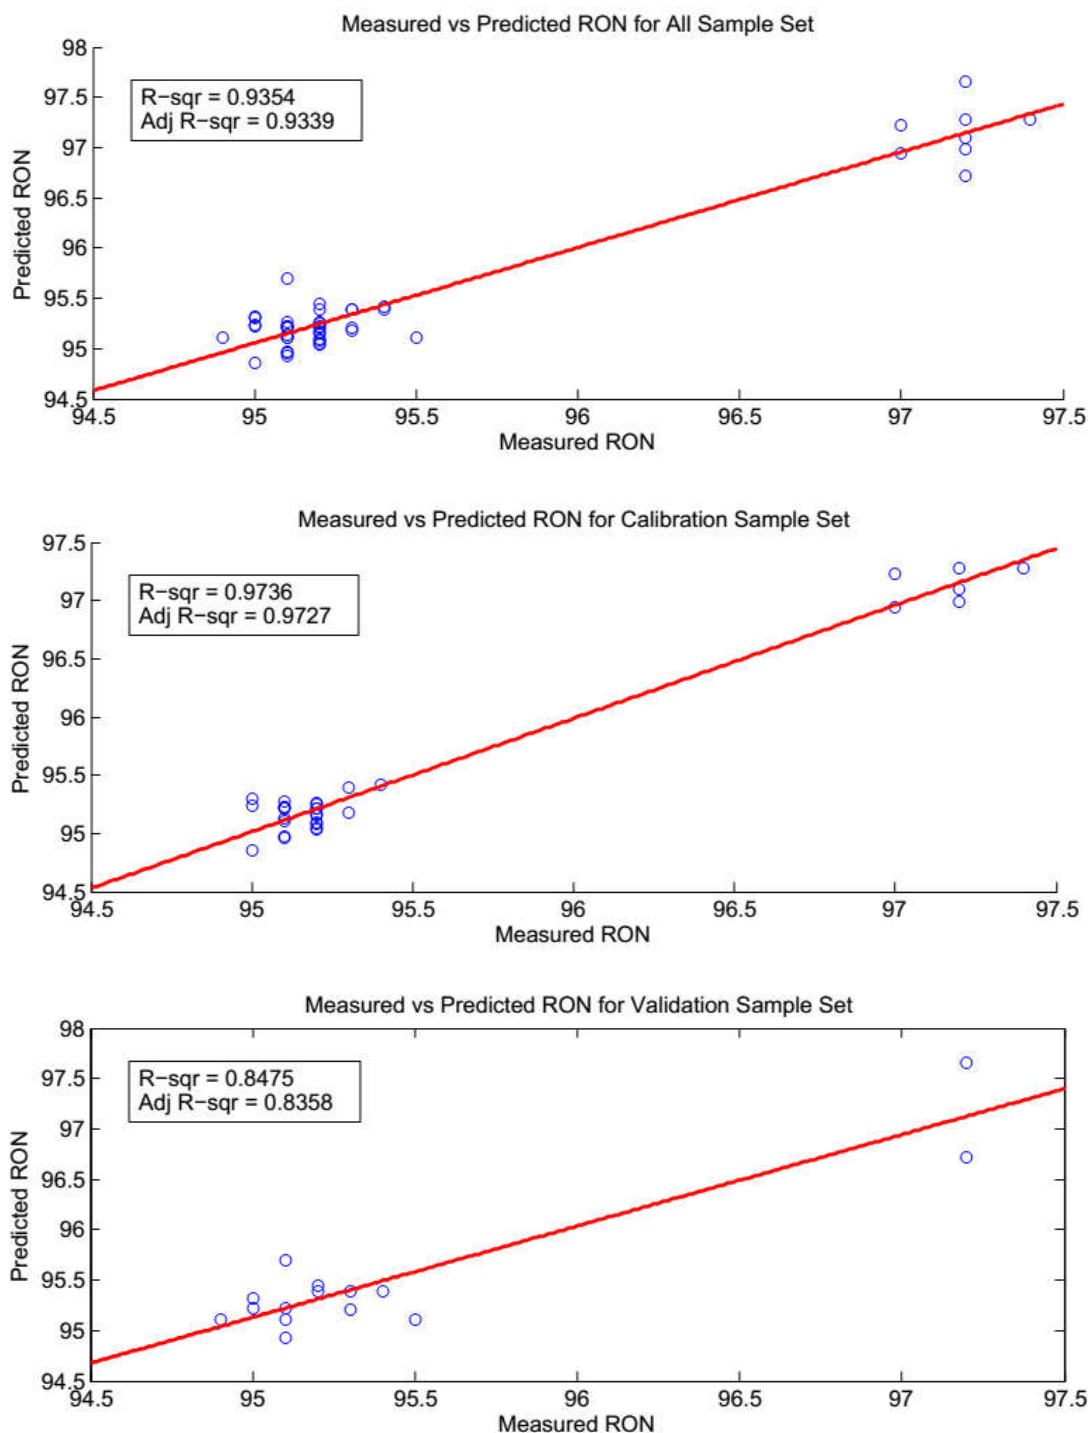 Measured vs Predicted RON for All Sample Set
98
97.5
97
96.5
96
95.5
95
94.5
R−sqr = 0.9354
Adj R−sqr = 0.9339
Predicted RON
94.5 95 95.5 96 96.5 97 97.5
Measured RON
Measured vs Predicted RON for Calibration Sample Set
97.5
97
96.5
96
95.5
95
94.5
R−sqr = 0.9736
Adj R−sqr = 0.9727
Predicted RON
94.5 95 95.5 96 96.5 97 97.5
Measured RON
Measured vs Predicted RON for Validation Sample Set
98
97.5
97
96.5
96
95.5
95
94.5
R−sqr = 0.8475
Adj R−sqr = 0.8358
Predicted RON
94.5 95 95.5 96 96.5 97 97.5
Measured RON